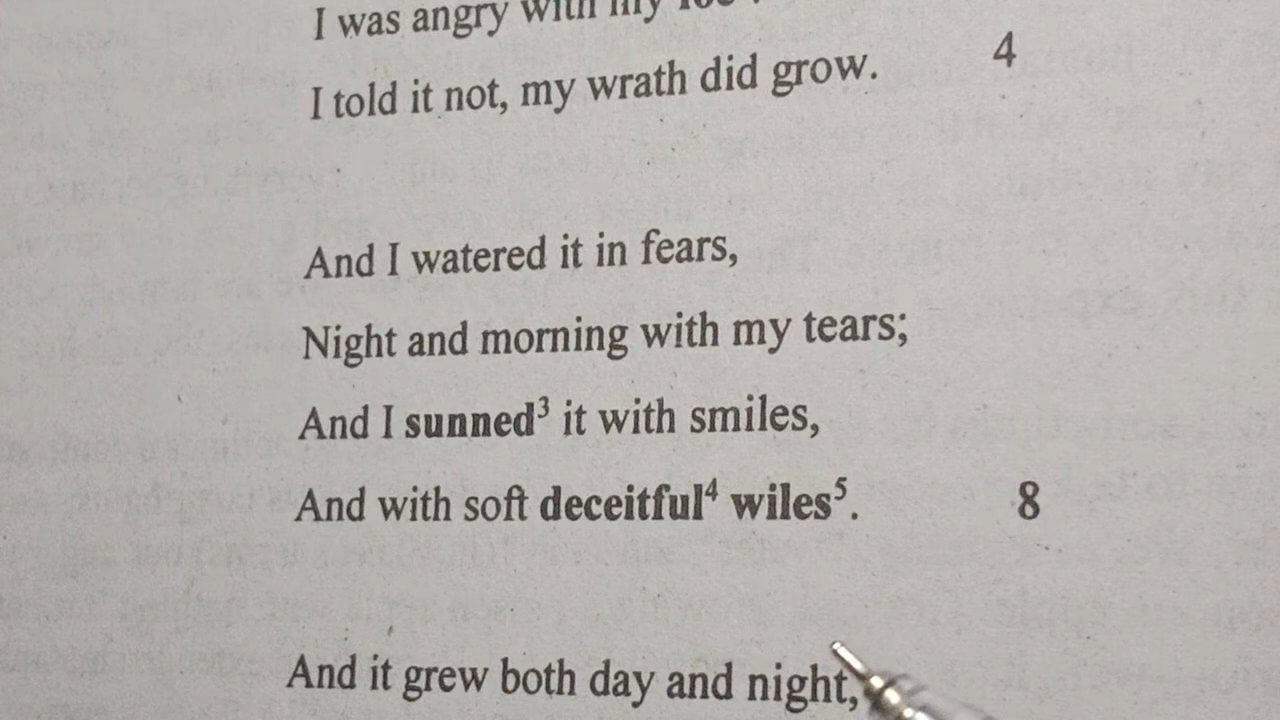 I was angry with my
I told it not, my wrath did grow. 4
And I watered it in fears,
Night and morning with my tears;
And I sunned³ it with smiles,
And with soft deceitful⁴ wiles⁵. 8
And it grew both day and night,